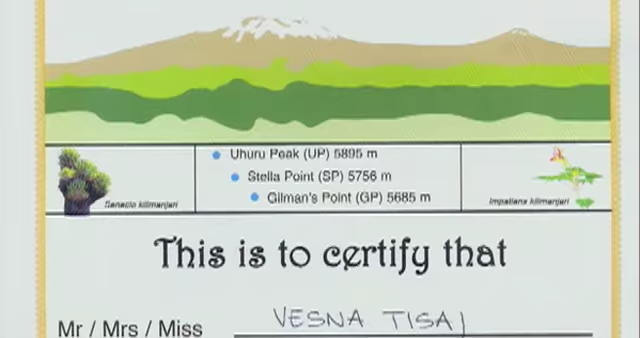 Uhuru Peak (UP) 5895 m
Stella Point (SP) 5756 m
Gilman's Point (GP) 5685 m
Senecio kilimanjari
Impatiens kilimanjari
This is to certify that
Mr / Mrs / Miss VESNA TISAJ